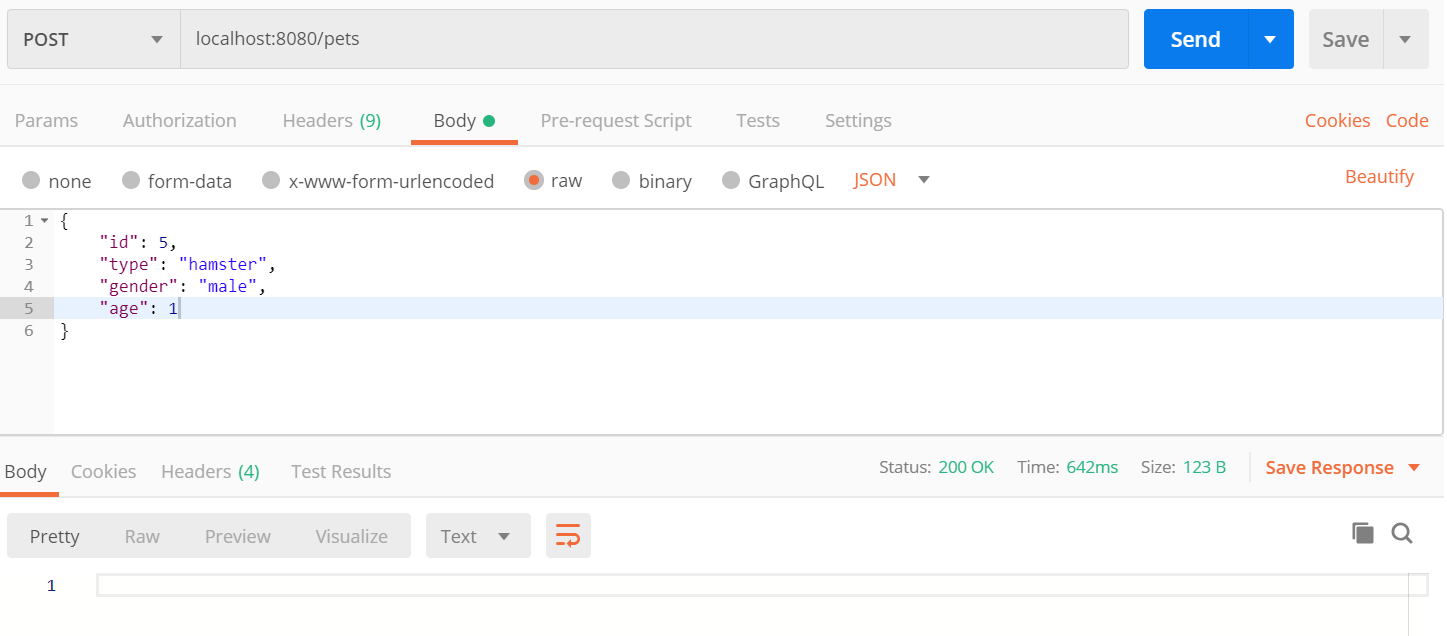 POST localhost:8080/pets Send Save
Params Authorization Headers (9) Body Pre-request Script Tests Settings Cookies Code
none form-data x-www-form-urlencoded raw binary GraphQL JSON Beautify
1 {
2 "id": 5,
3 "type": "hamster",
4 "gender": "male",
5 "age": 1
6 }
Body Cookies Headers (4) Test Results Status: 200 OK Time: 642ms Size: 123 B Save Response
Pretty Raw Preview Visualize Text
1